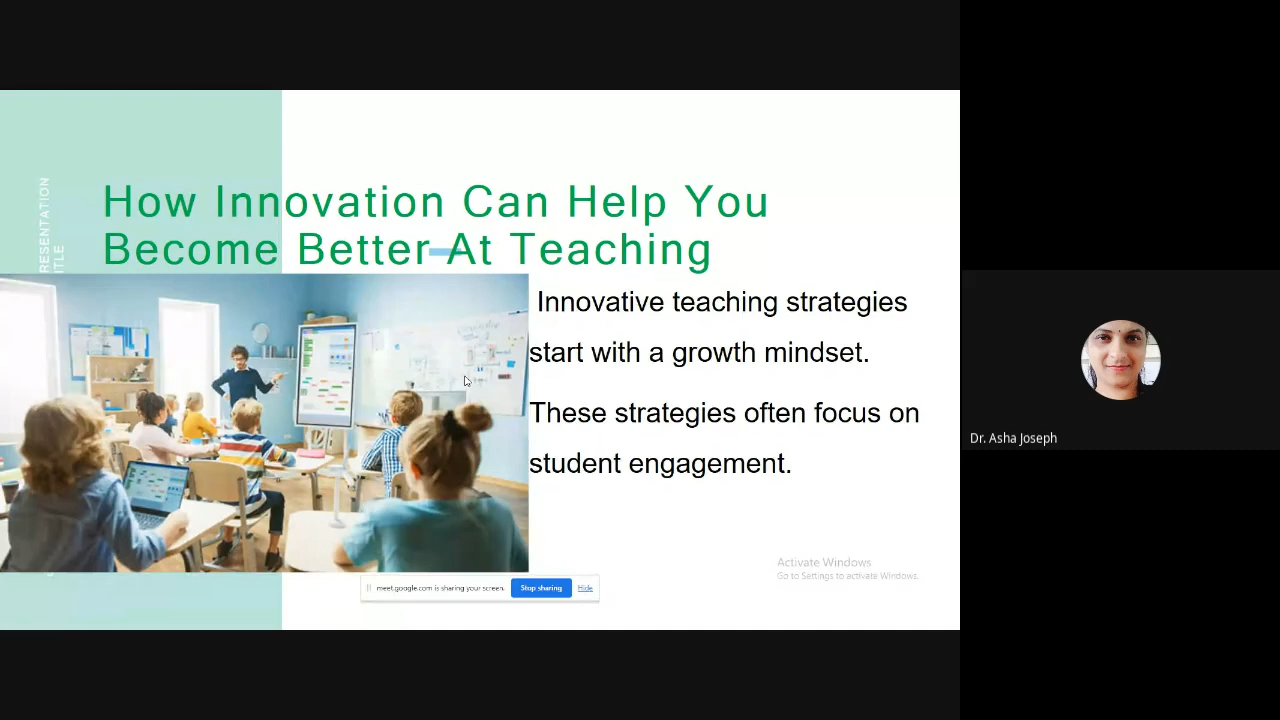 How Innovation Can Help You
Become Better At Teaching
Innovative teaching strategies
start with a growth mindset.
These strategies often focus on
student engagement.
Activate Windows
Go to Settings to activate Windows.
meet.google.com is sharing your screen.
Stop sharing
Hide
Dr. Asha Joseph